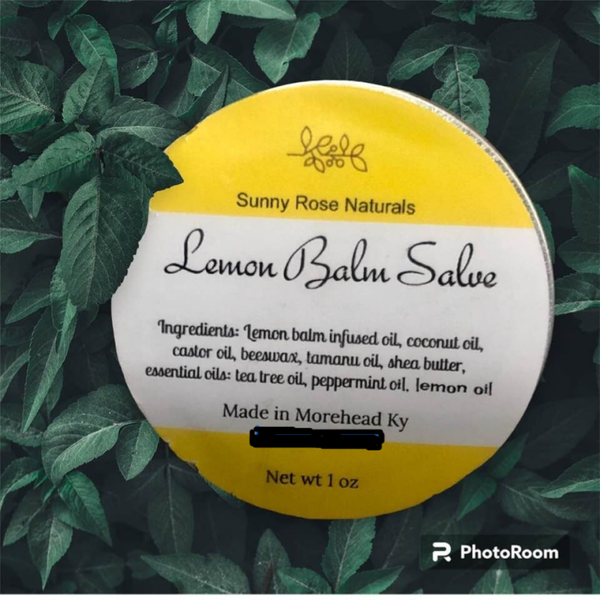 Sunny Rose Naturals
Lemon Balm Salve
Ingredients: Lemon balm infused oil, coconut oil,
castor oil, beeswax, tamanu oil, shea butter,
essential oils: tea tree oil, peppermint oil, lemon oil
Made in Morehead Ky
Net wt 1 oz
PhotoRoom